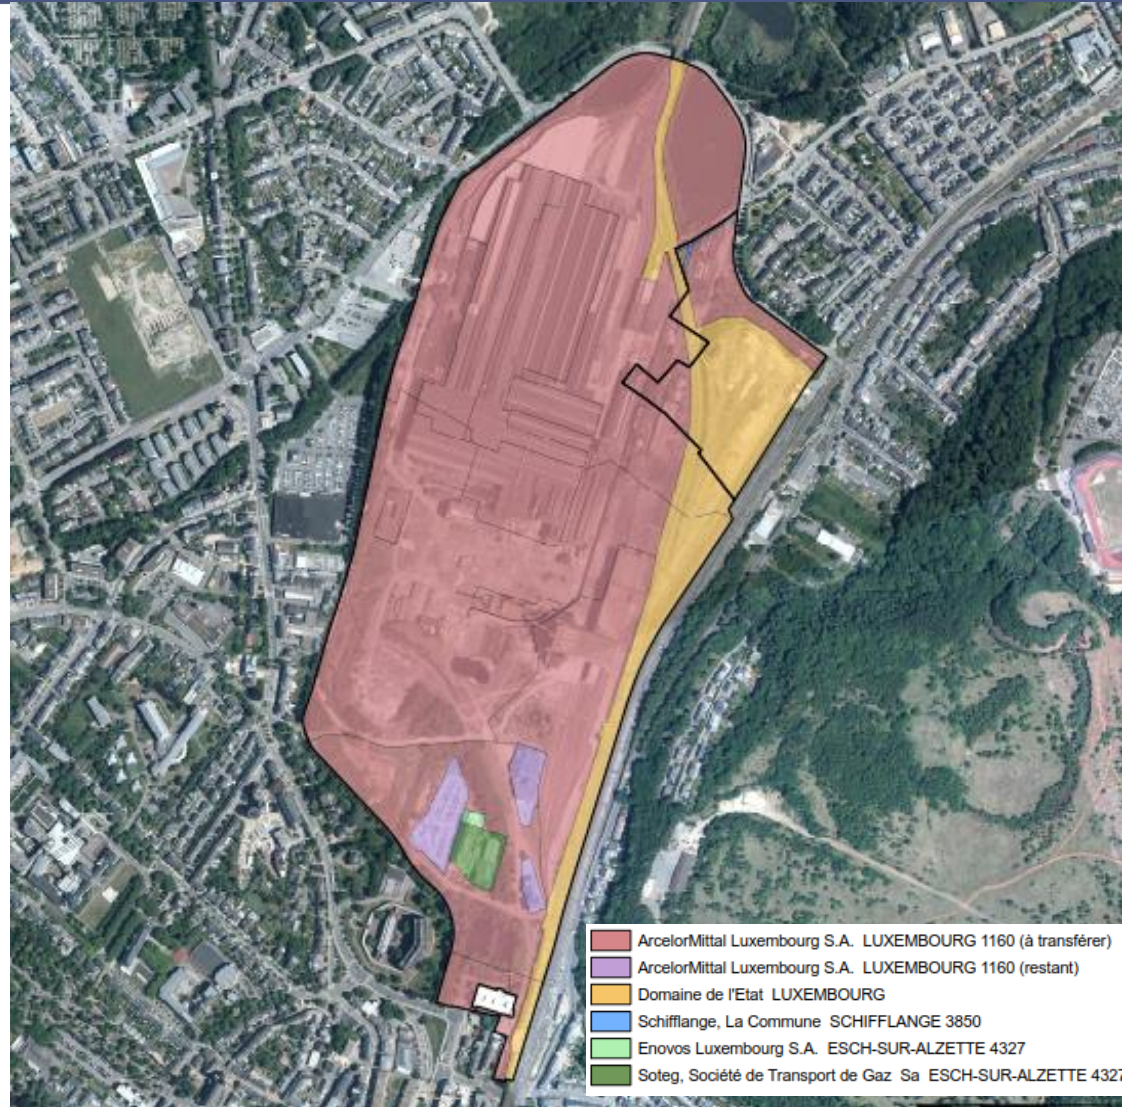 ArcelorMittal Luxembourg S.A. LUXEMBOURG 1160 (à transférer)
ArcelorMittal Luxembourg S.A. LUXEMBOURG 1160 (restant)
Domaine de l'Etat LUXEMBOURG
Schifflange, La Commune SCHIFFLANGE 3850
Enovos Luxembourg S.A. ESCH-SUR-ALZETTE 4327
Soteg, Société de Transport de Gaz Sa ESCH-SUR-ALZETTE 4327